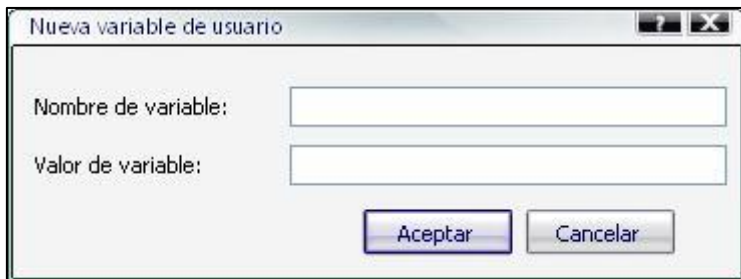 Nueva variable de usuario
Nombre de variable:
Valor de variable:
Aceptar Cancelar